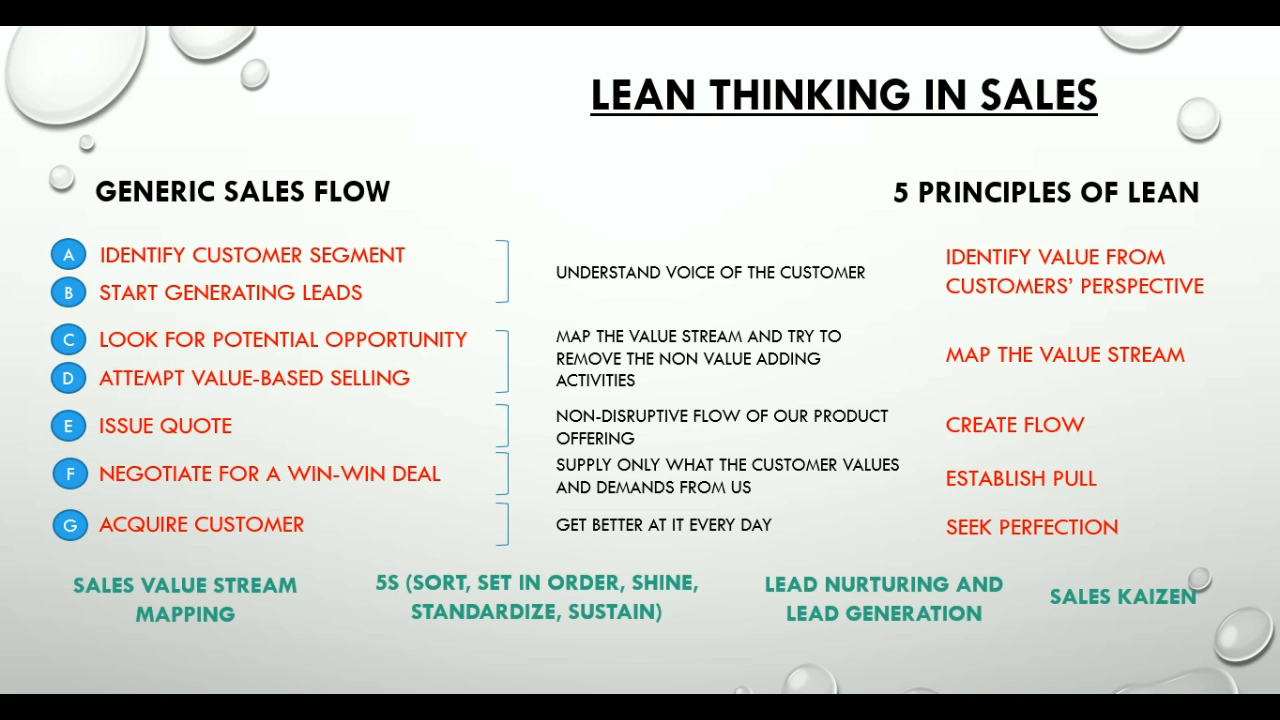 LEAN THINKING IN SALES
GENERIC SALES FLOW
5 PRINCIPLES OF LEAN
A IDENTIFY CUSTOMER SEGMENT
B START GENERATING LEADS
UNDERSTAND VOICE OF THE CUSTOMER
IDENTIFY VALUE FROM
CUSTOMERS' PERSPECTIVE
C LOOK FOR POTENTIAL OPPORTUNITY
D ATTEMPT VALUE-BASED SELLING
MAP THE VALUE STREAM AND TRY TO
REMOVE THE NON VALUE ADDING
ACTIVITIES
MAP THE VALUE STREAM
E ISSUE QUOTE
NON-DISRUPTIVE FLOW OF OUR PRODUCT
OFFERING
CREATE FLOW
F NEGOTIATE FOR A WIN-WIN DEAL
SUPPLY ONLY WHAT THE CUSTOMER VALUES
AND DEMANDS FROM US
ESTABLISH PULL
G ACQUIRE CUSTOMER
GET BETTER AT IT EVERY DAY
SEEK PERFECTION
SALES VALUE STREAM
MAPPING
5S (SORT, SET IN ORDER, SHINE,
STANDARDIZE, SUSTAIN)
LEAD NURTURING AND
LEAD GENERATION
SALES KAIZEN